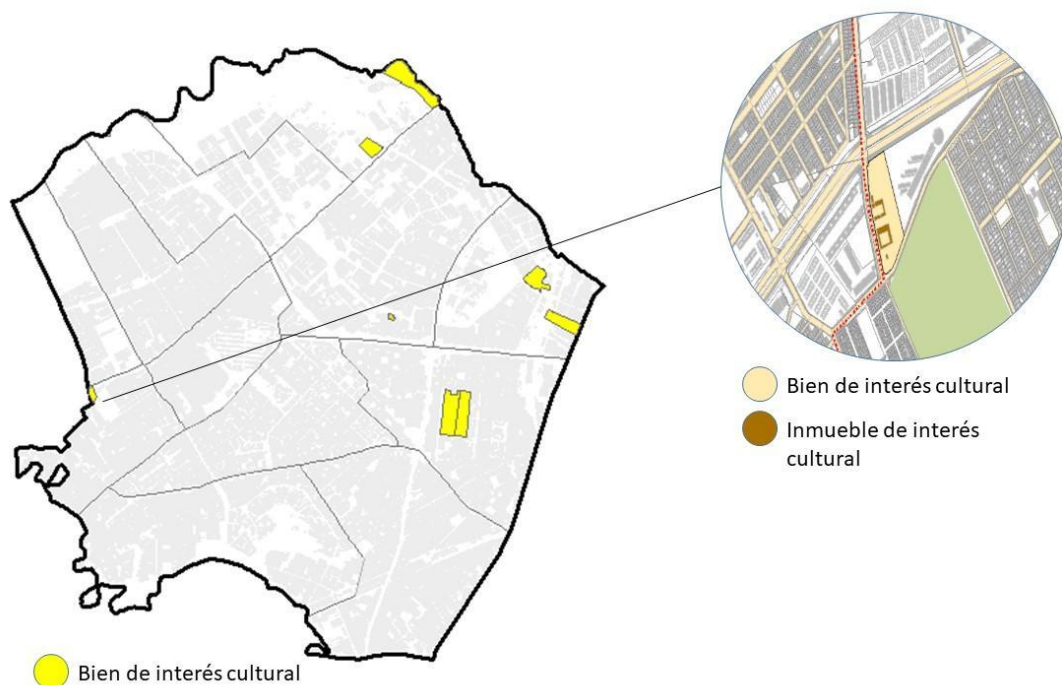 Bien de interés cultural
Inmueble de interés
cultural
Bien de interés cultural